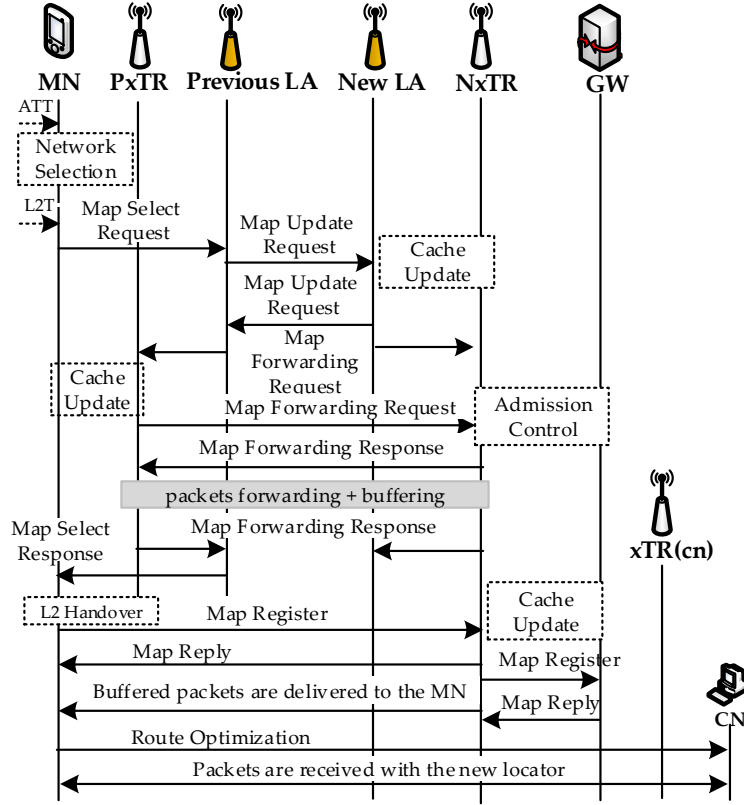 MN
PxTR
Previous LA
New LA
NxTR
GW
ATT
Network
Selection
L2T
Map Select
Request
Map Update
Request
Cache
Update
Map Update
Request
Map
Forwarding
Request
Cache
Update
Map Forwarding Request
Admission
Control
Map Forwarding Response
packets forwarding + buffering
Map Select
Response
Map Forwarding Response
xTR(cn)
L2 Handover
Map Register
Cache
Update
Map Reply
Map Register
Buffered packets are delivered to the MN
Map Reply
CN
Route Optimization
Packets are received with the new locator